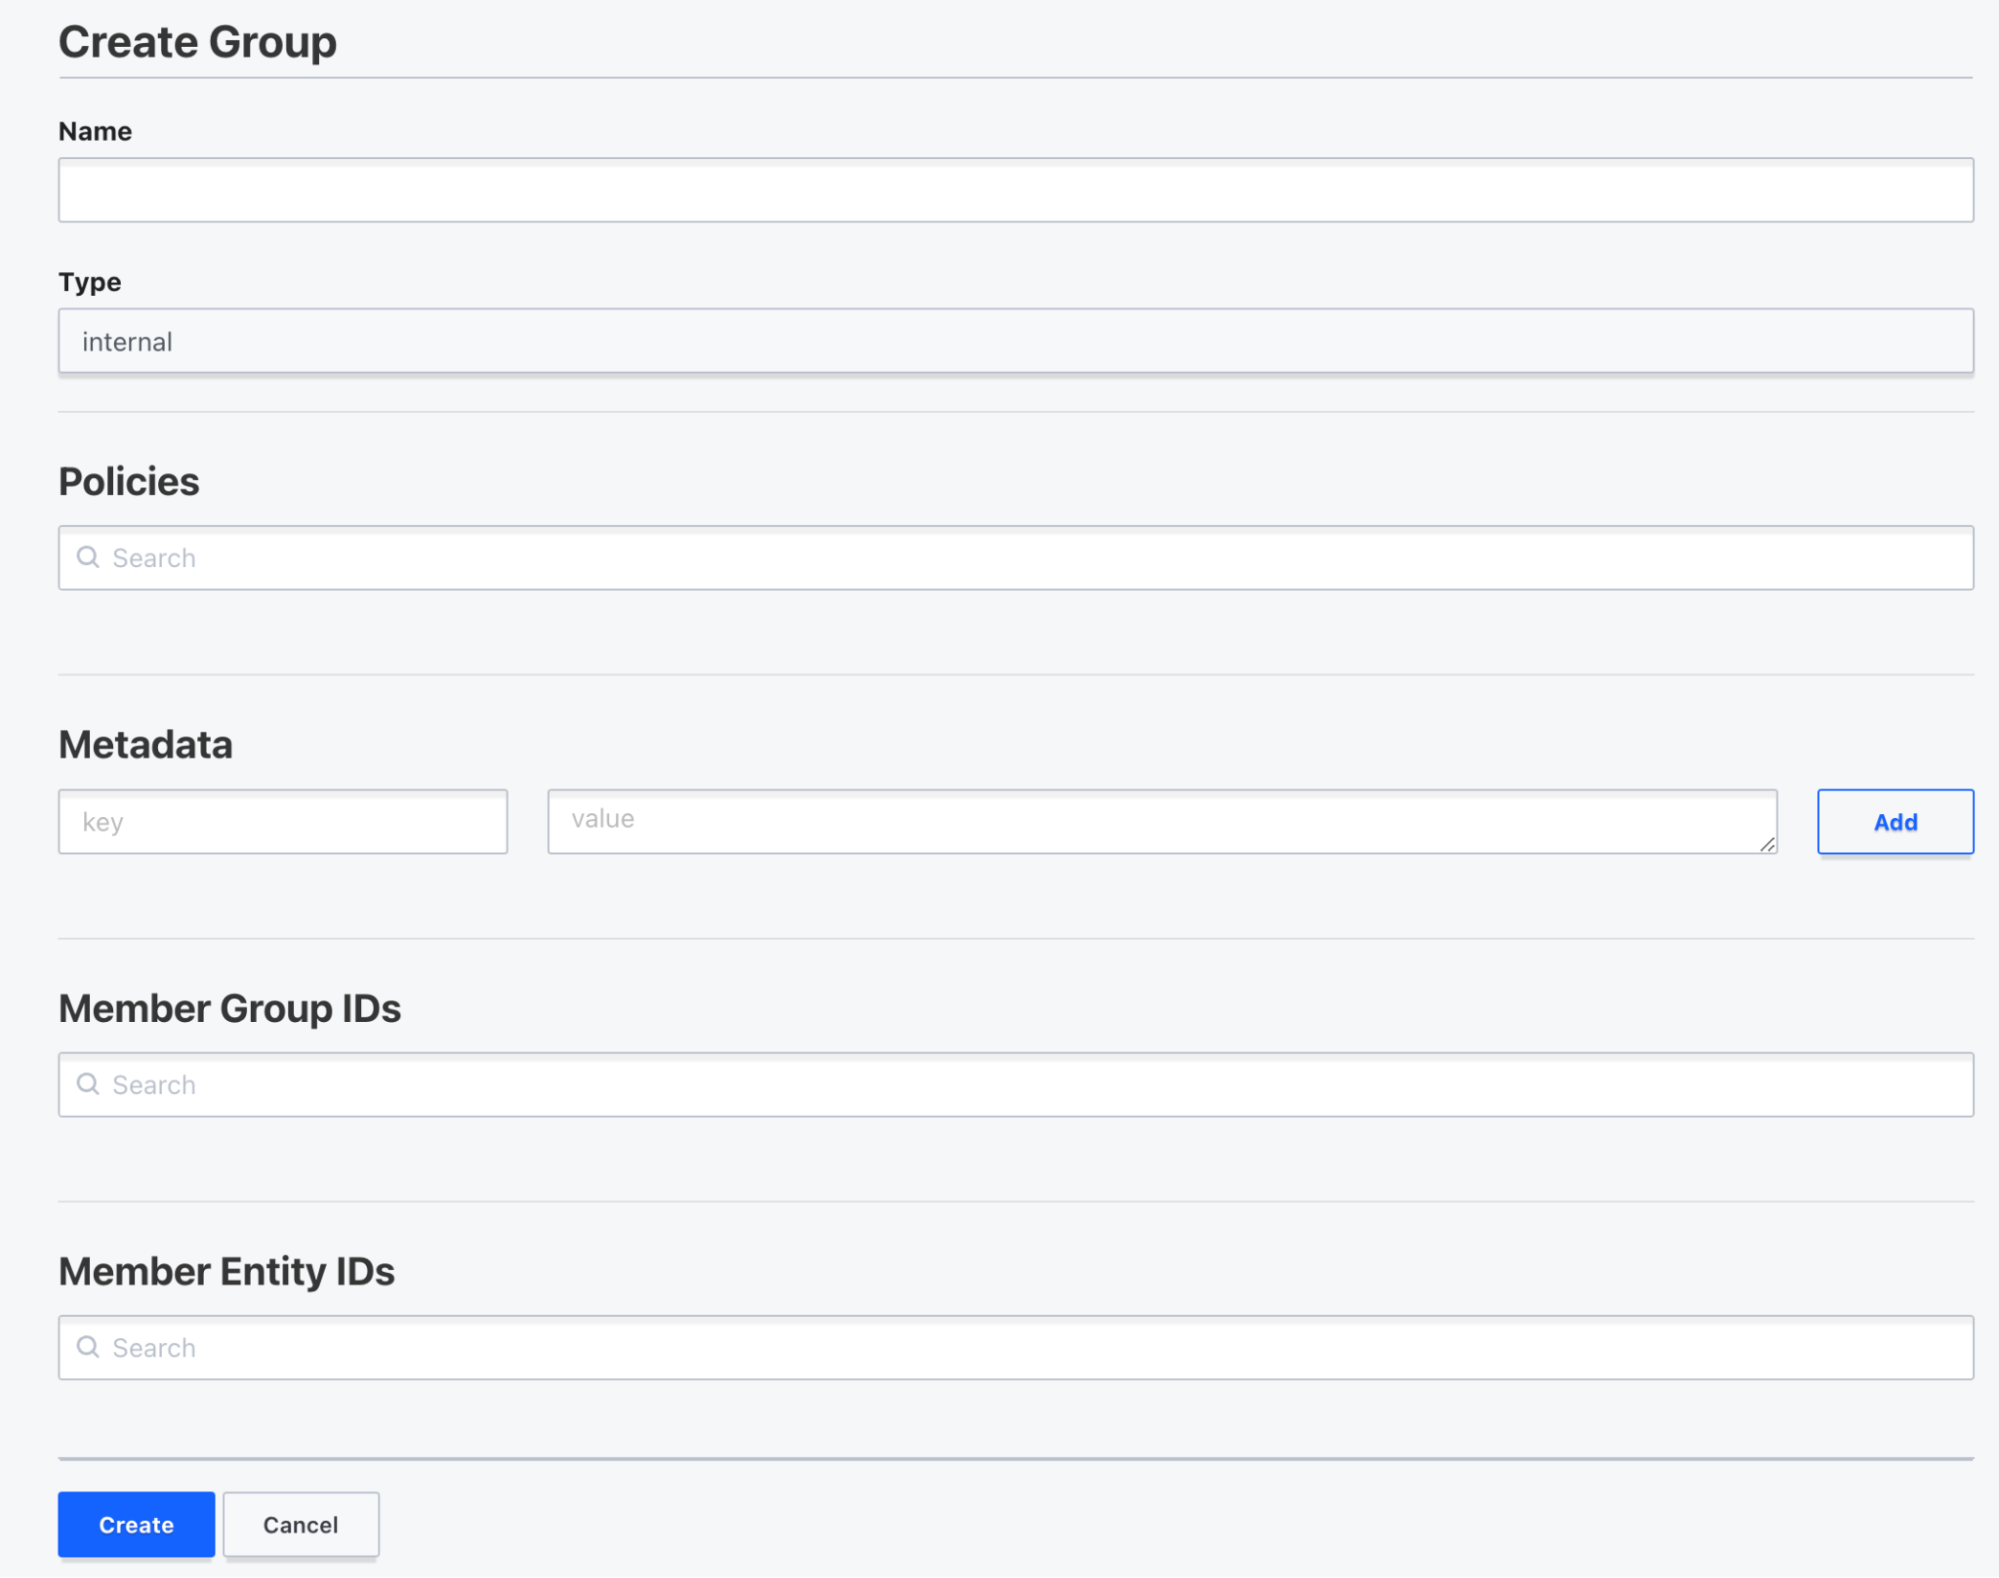 Create Group
Name
Type
internal
Policies
Search
Metadata
key value Add
Member Group IDs
Search
Member Entity IDs
Search
Create Cancel